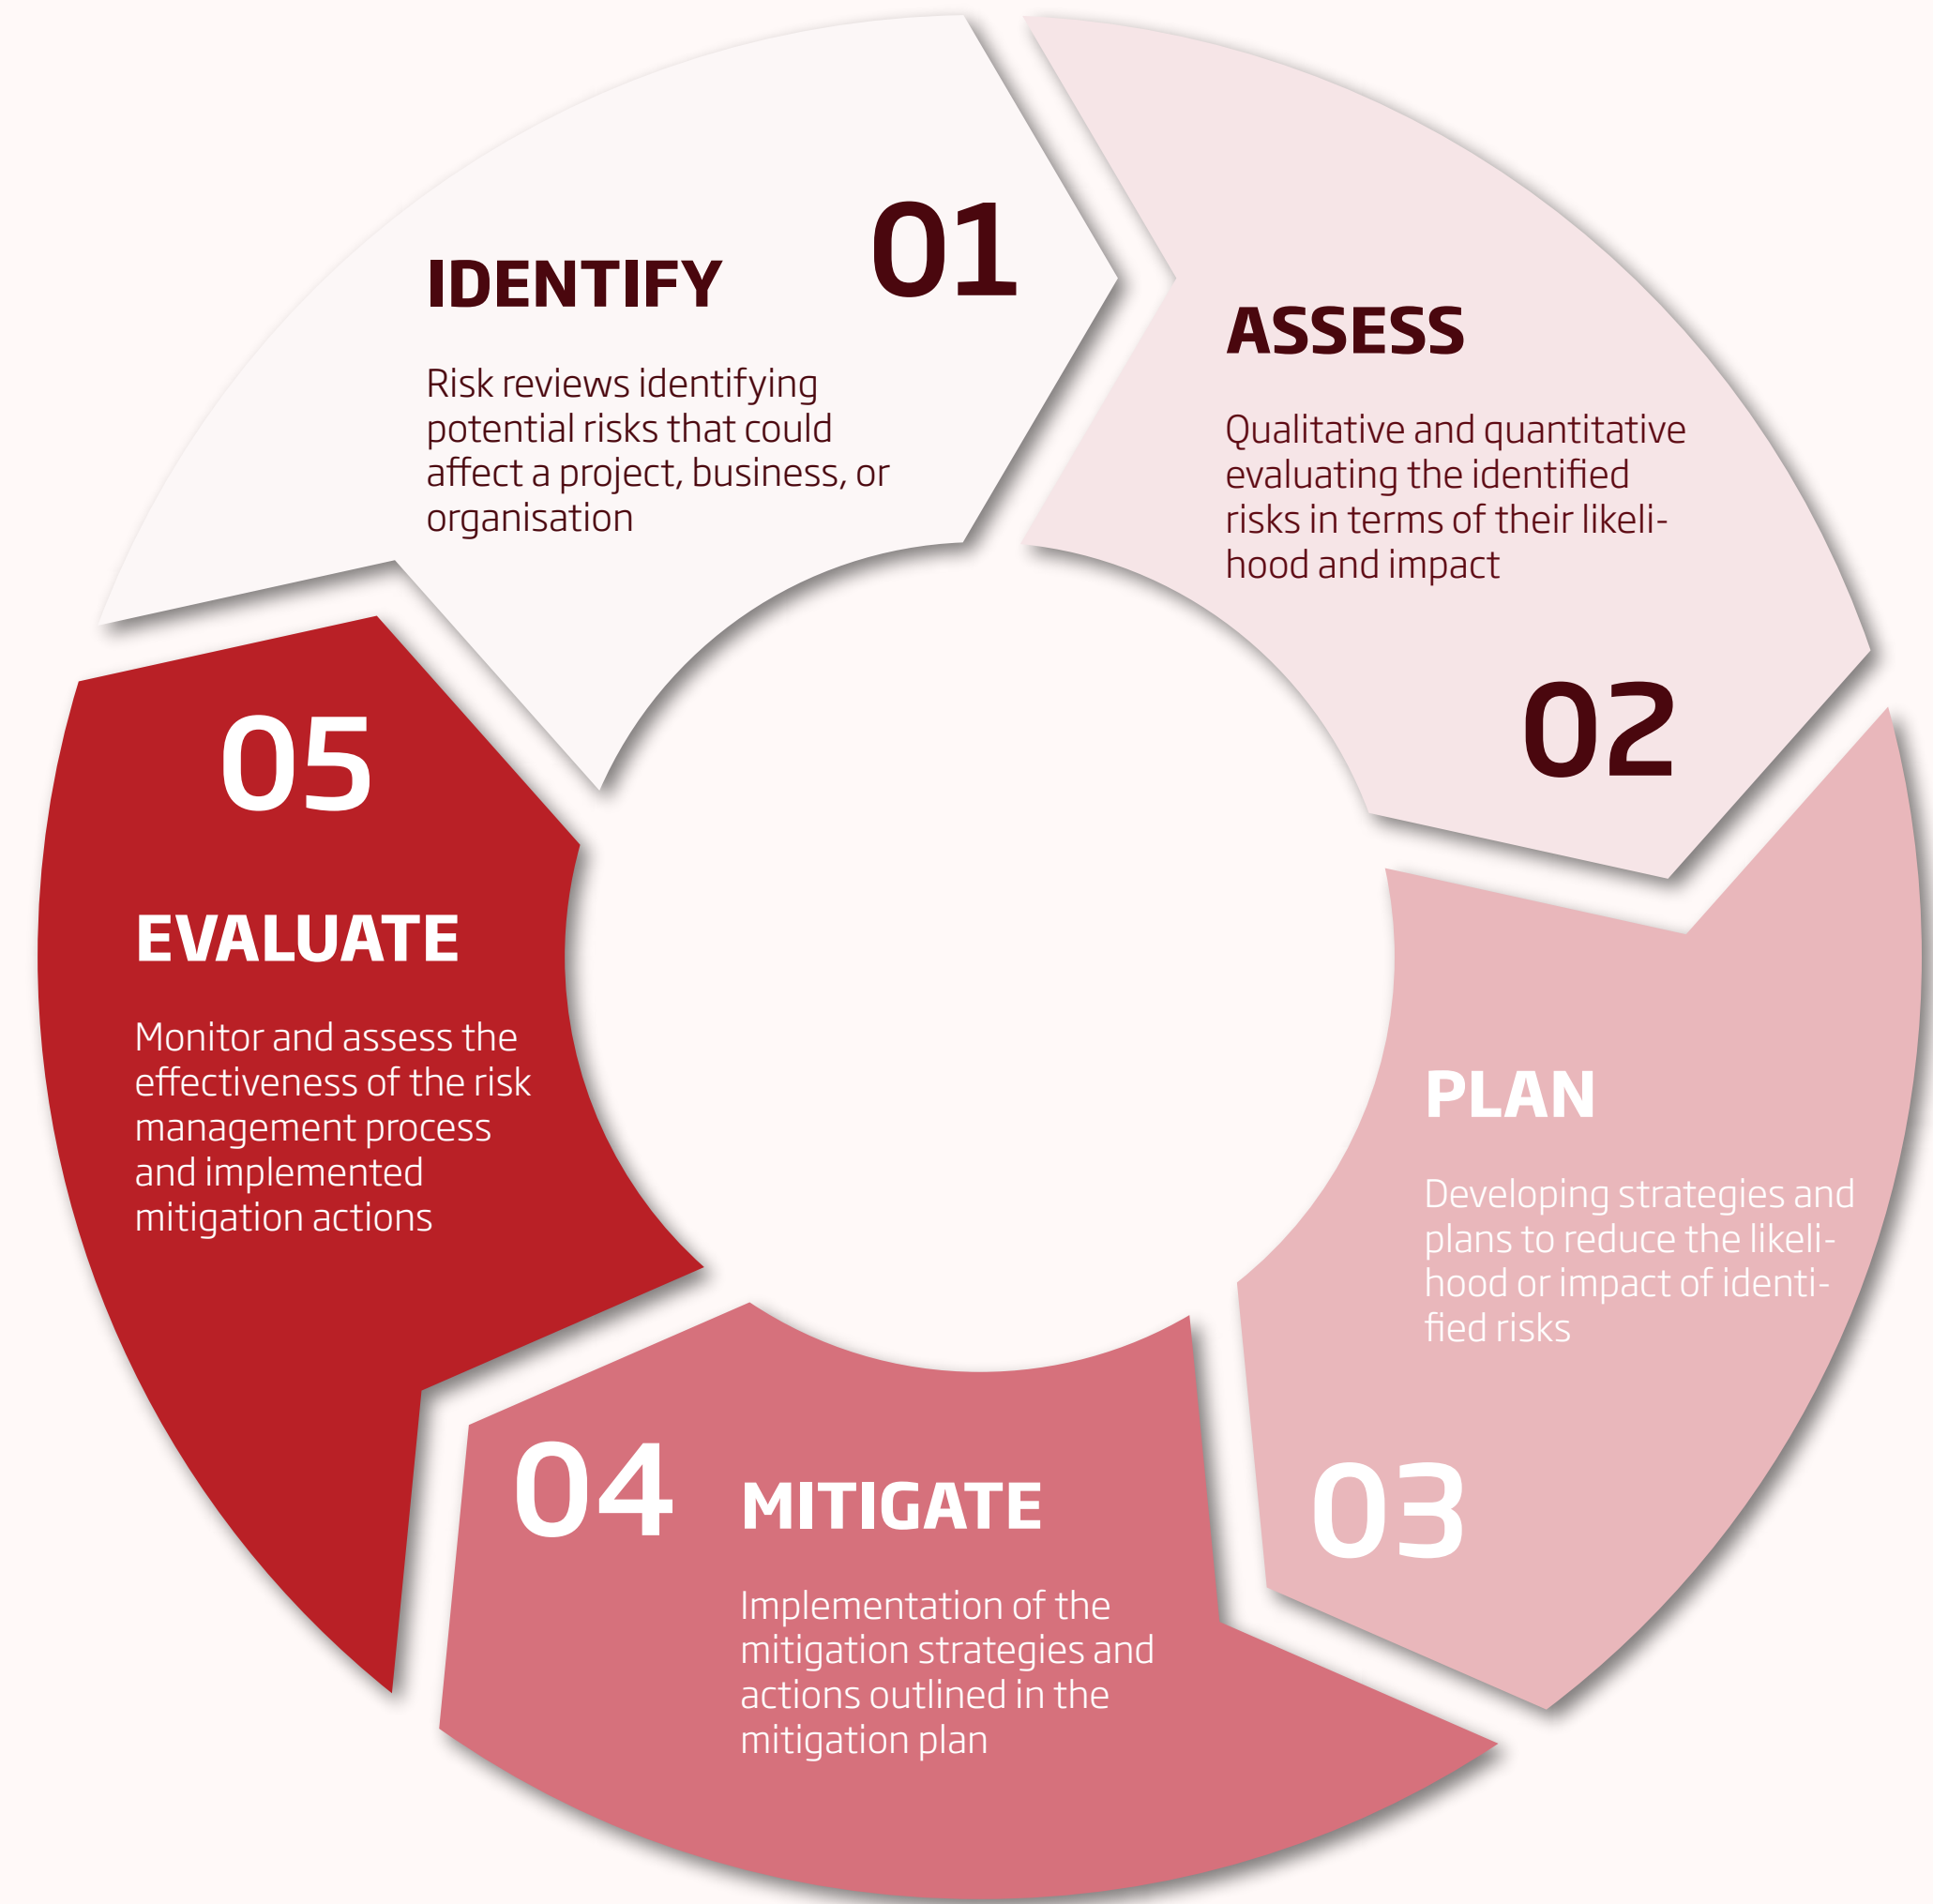 01
IDENTIFY
Risk reviews identifying
potential risks that could
affect a project, business, or
organisation
ASSESS
Qualitative and quantitative
evaluating the identified
risks in terms of their likeli-
hood and impact
02
PLAN
Developing strategies and
plans to reduce the likeli-
hood or impact of identi-
fied risks
03
04
MITIGATE
Implementation of the
mitigation strategies and
actions outlined in the
mitigation plan
05
EVALUATE
Monitor and assess the
effectiveness of the risk
management process
and implemented
mitigation actions